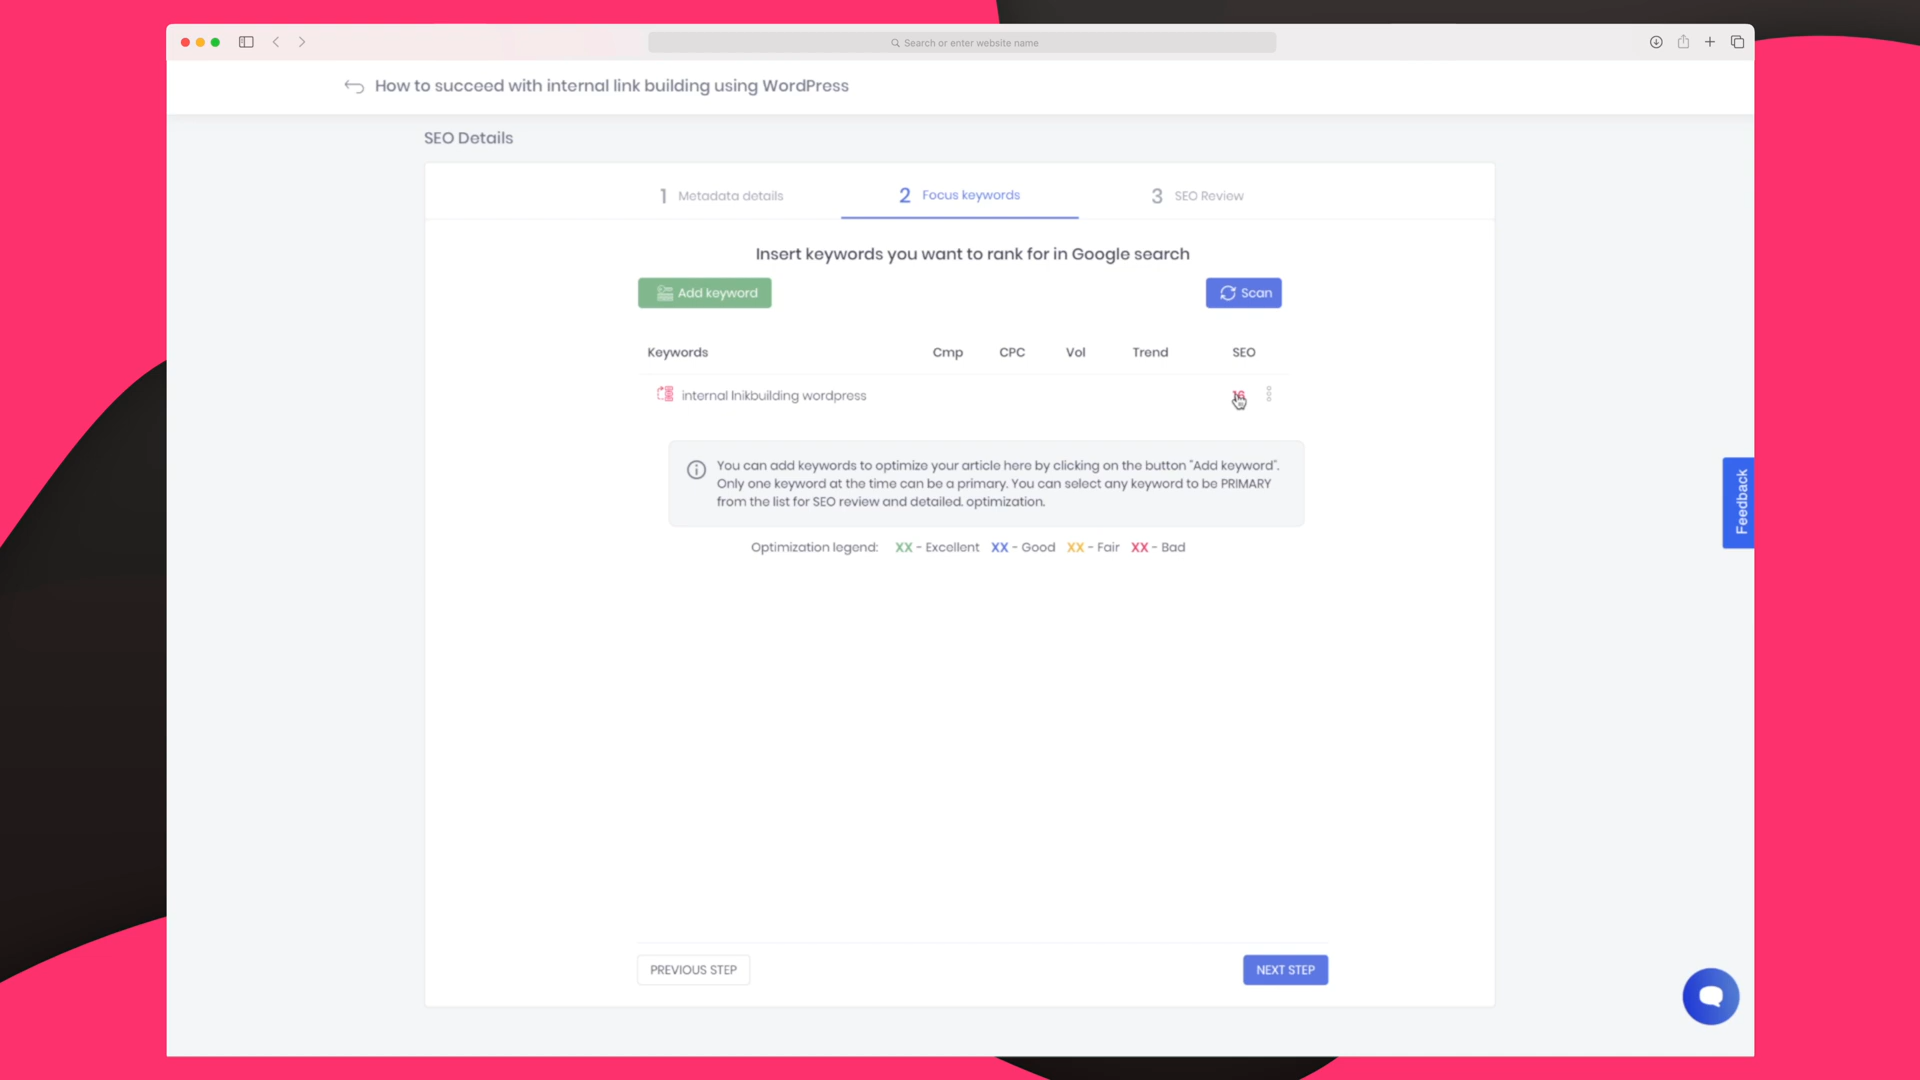 Search or enter website name
How to succeed with internal link building using WordPress
SEO Details
1 Metadata details
2 Focus keywords
3 SEO Review
Insert keywords you want to rank for in Google search
Add keyword
Scan
Keywords Cmp CPC Vol Trend SEO
internal lnikbuilding wordpress
You can add keywords to optimize your article here by clicking on the button "Add keyword".
Only one keyword at the time can be a primary. You can select any keyword to be PRIMARY
from the list for SEO review and detailed. optimization.
Optimization legend: XX - Excellent XX - Good XX - Fair XX - Bad
Feedback
PREVIOUS STEP
NEXT STEP